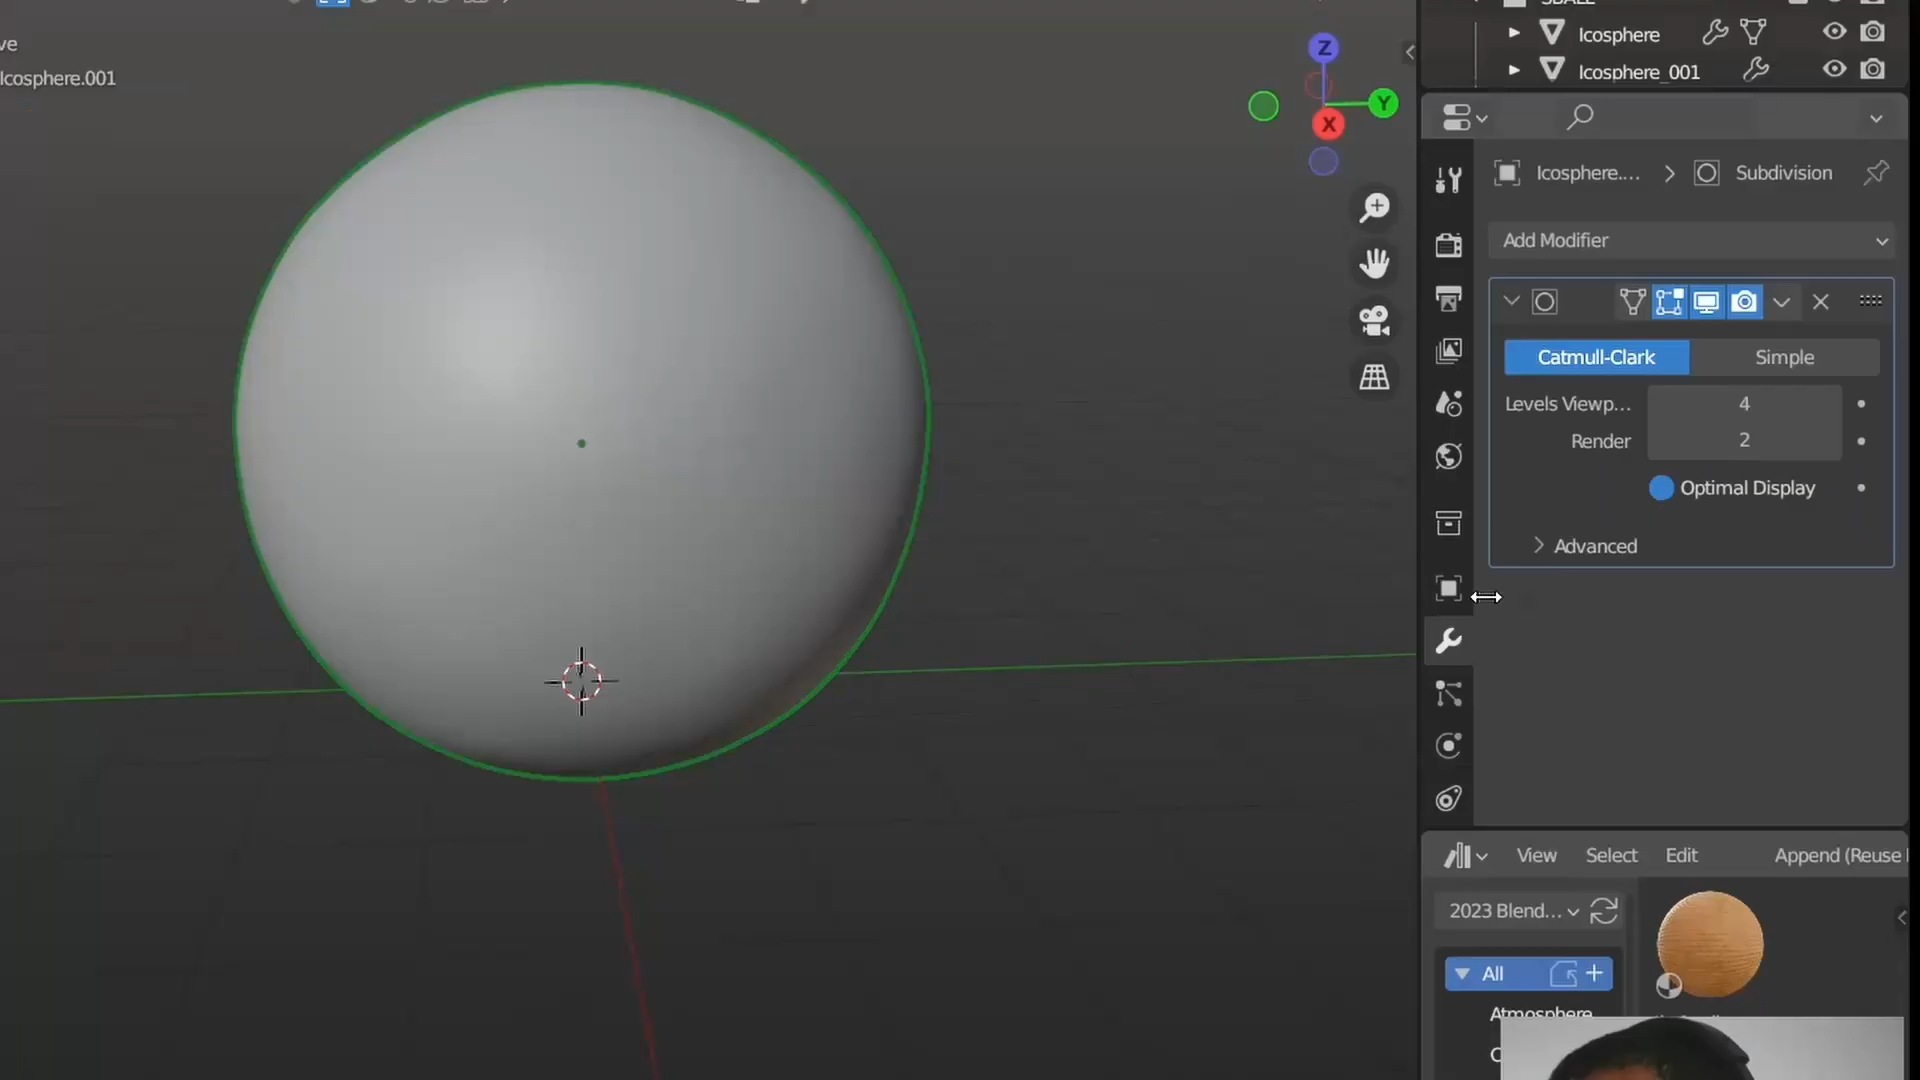 ve
Icosphere.001
Z
Y
X
SBALL
Icosphere
Icosphere_001
Icosphere.... > Subdivision
Add Modifier
Catmull-Clark Simple
Levels Viewp... 4
Render 2
Optimal Display
Advanced
View Select Edit Append (Reuse
2023 Blend...
All
Atmosphere